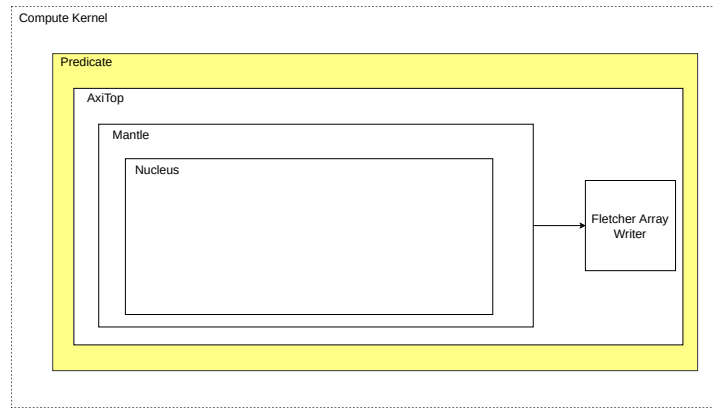 Compute Kernel
Predicate
AxiTop
Mantle
Nucleus
Fletcher Array
Writer